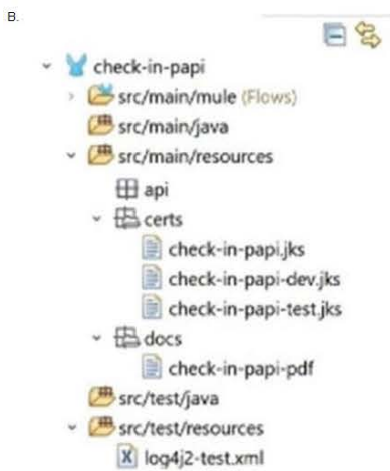 B.
check-in-papi
src/main/mule (Flows)
src/main/java
src/main/resources
api
certs
check-in-papi.jks
check-in-papi-dev.jks
check-in-papi-test.jks
docs
check-in-papi-pdf
src/test/java
src/test/resources
log4j2-test.xml